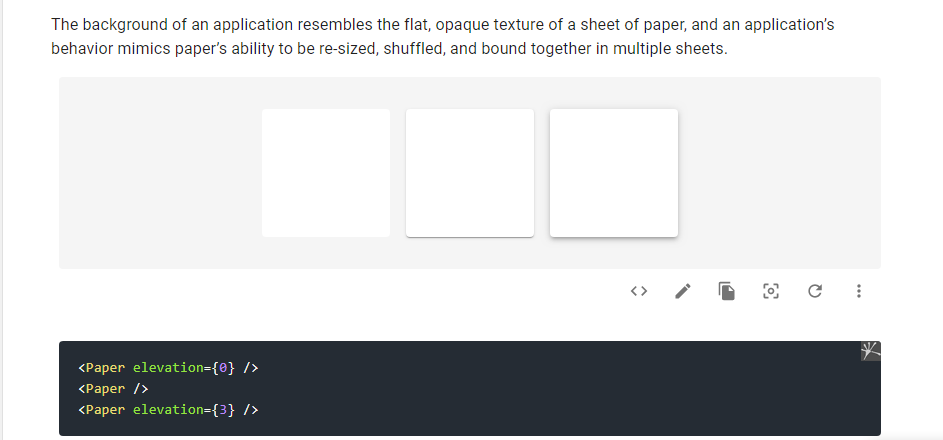 The background of an application resembles the flat, opaque texture of a sheet of paper, and an application’s
behavior mimics paper’s ability to be re-sized, shuffled, and bound together in multiple sheets.
<Paper elevation={0} />
<Paper />
<Paper elevation={3} />